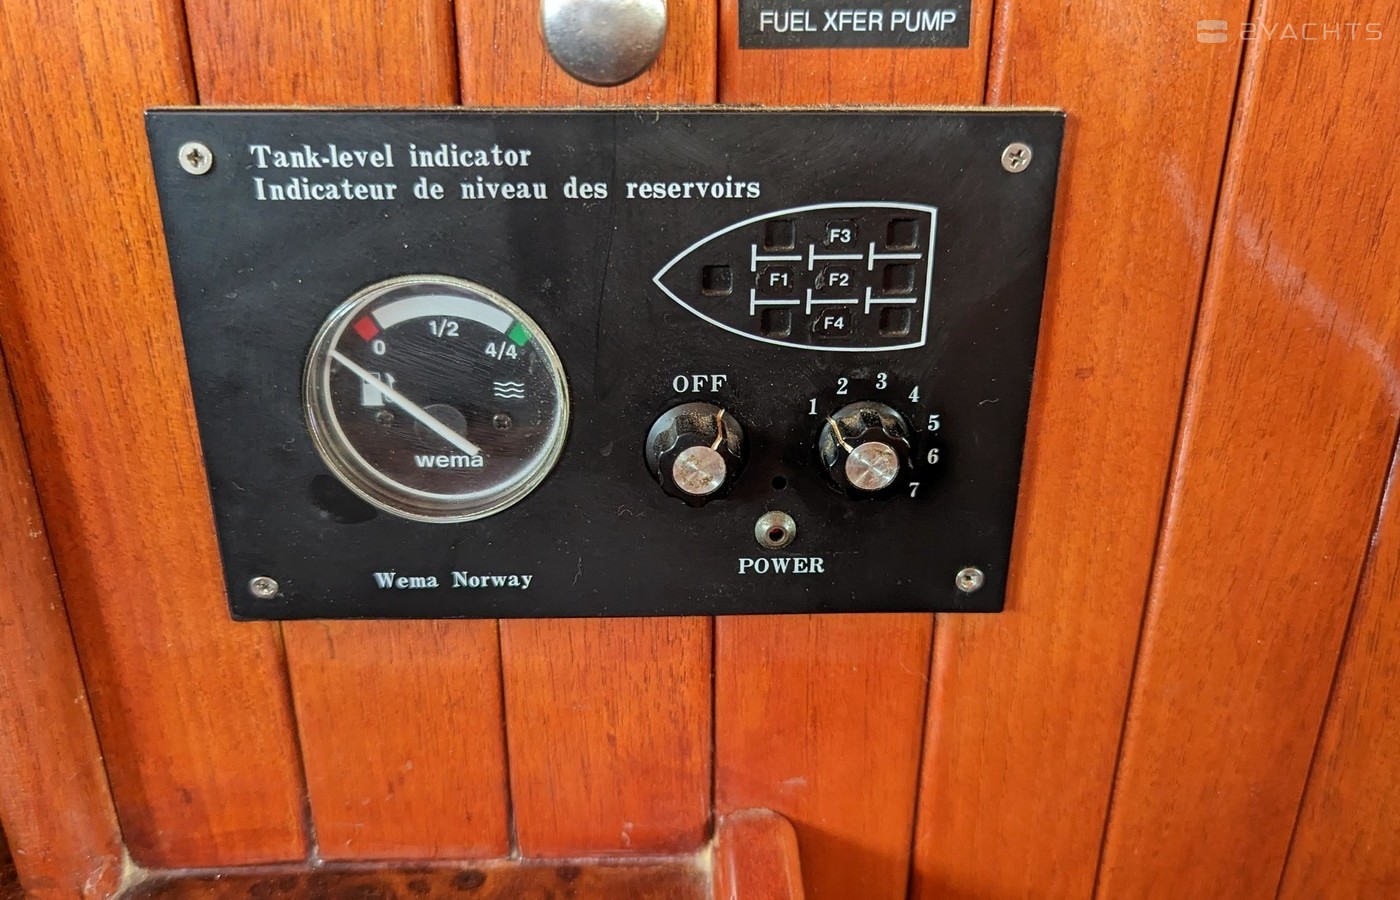 FUEL XFER PUMP
2YACHTS
Tank-level indicator
Indicateur de niveau des reservoirs
F3
F1 F2
F4
1/2
0 4/4
wema
OFF
1 2 3 4 5 6 7
POWER
Wema Norway